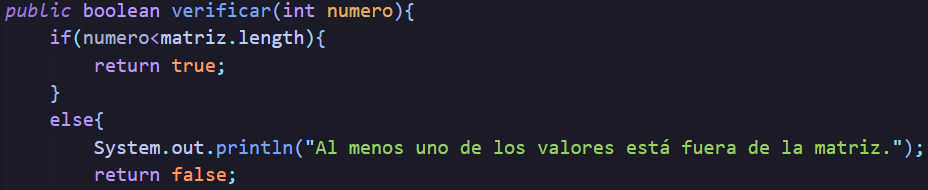 public boolean verificar(int numero){
    if(numero<matriz.length){
        return true;
    }
    else{
        System.out.println("Al menos uno de los valores está fuera de la matriz.");
        return false;